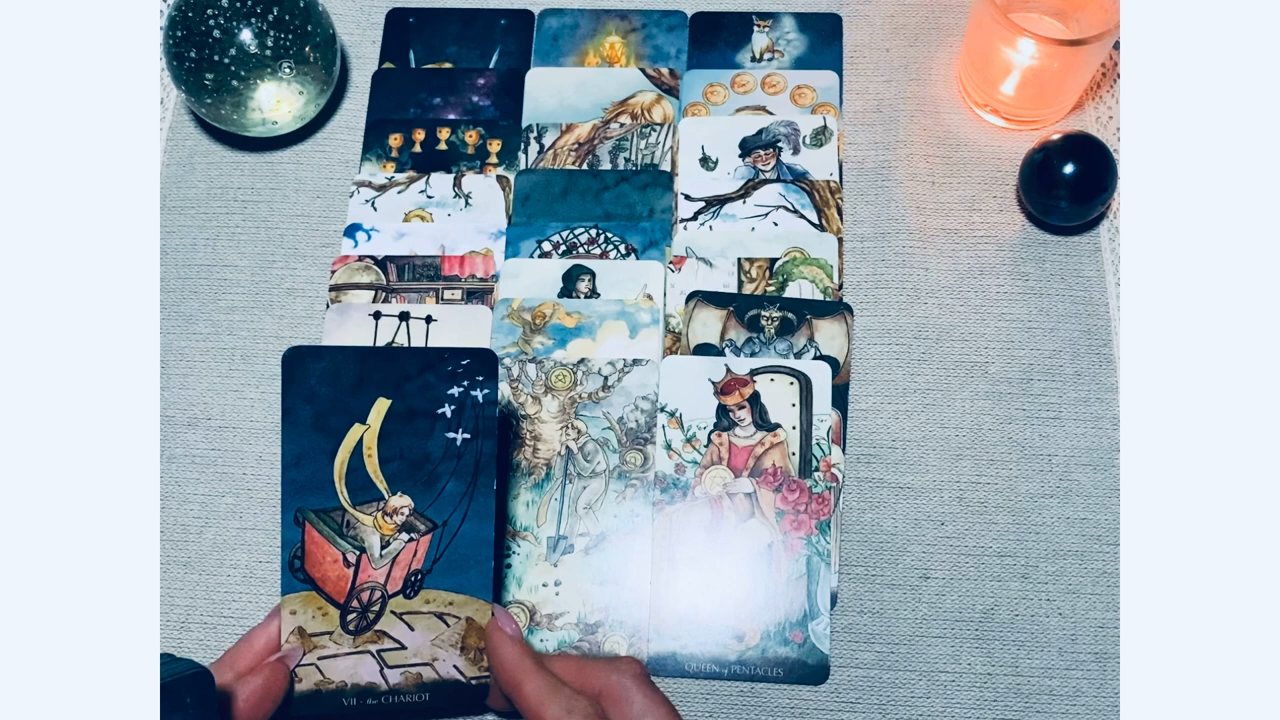 VII - the CHARIOT
QUEEN of PENTACLES